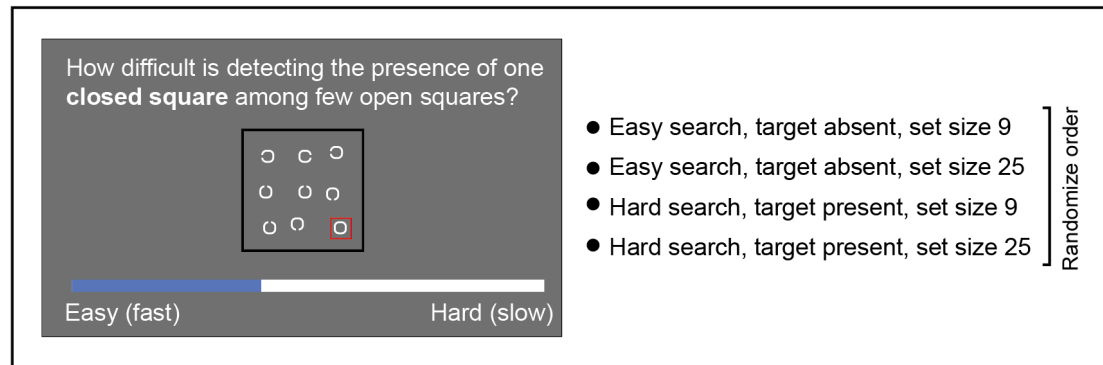 How difficult is detecting the presence of one
closed square among few open squares?
Easy (fast)
Hard (slow)
● Easy search, target absent, set size 9
● Easy search, target absent, set size 25
● Hard search, target present, set size 9
● Hard search, target present, set size 25
Randomize order